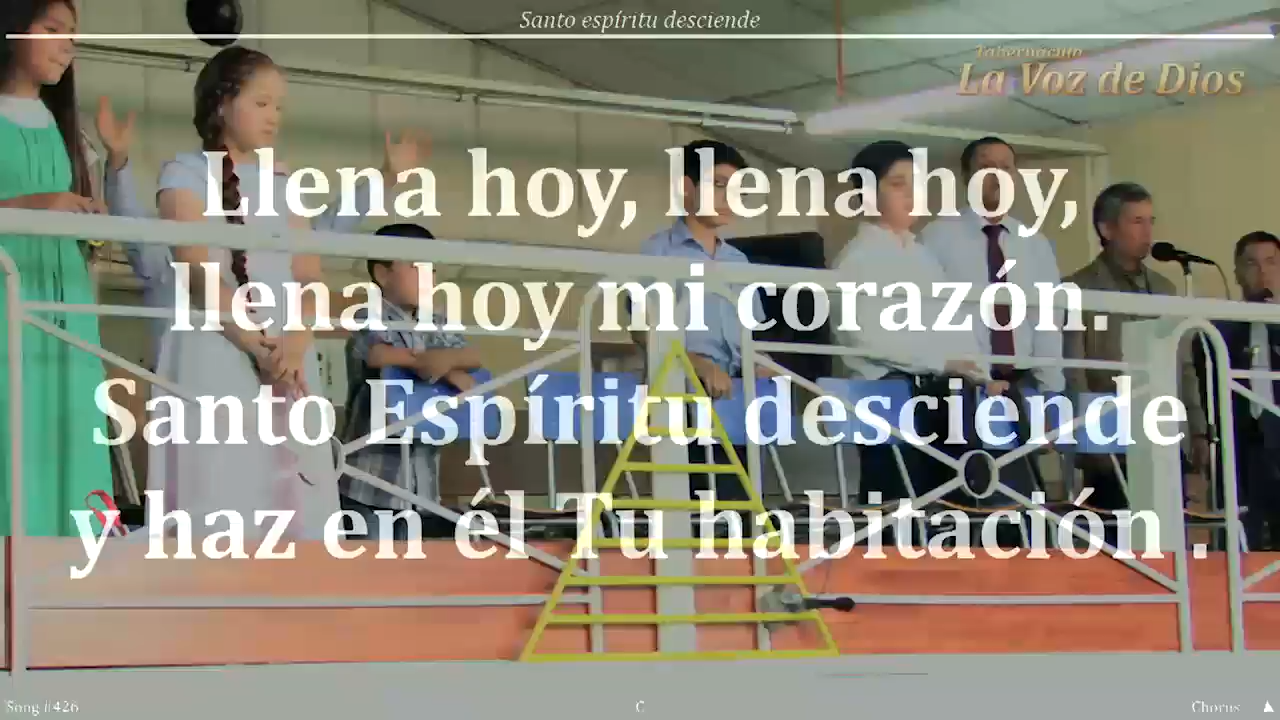 Santo espíritu desciende
Tabernaculo
La Voz de Dios
Llena hoy, llena hoy,
llena hoy mi corazón.
Santo Espíritu desciende
y haz en él Tu habitación .
Song #426
C
Chorus